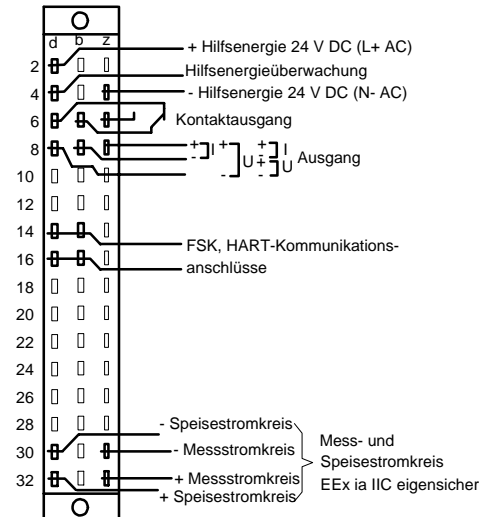 d b z
+ Hilfsenergie 24 V DC (L+ AC)
2
Hilfsenergieüberwachung
4
- Hilfsenergie 24 V DC (N- AC)
6
Kontaktausgang
8
+ I + + I
- U - + U Ausgang
- -
10
12
14
FSK, HART-Kommunikations-
16
anschlüsse
18
20
22
24
26
28
- Speisestromkreis
30
- Messstromkreis
Mess- und
Speisestromkreis
EEx ia IIC eigensicher
32
+ Messstromkreis
+ Speisestromkreis